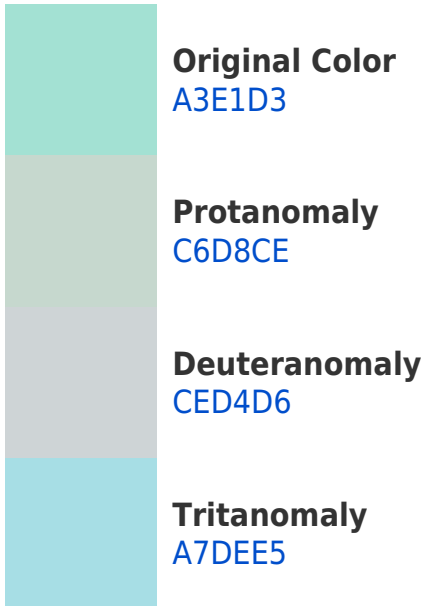 Original Color
A3E1D3
Protanomaly
C6D8CE
Deuteranomaly
CED4D6
Tritanomaly
A7DEE5